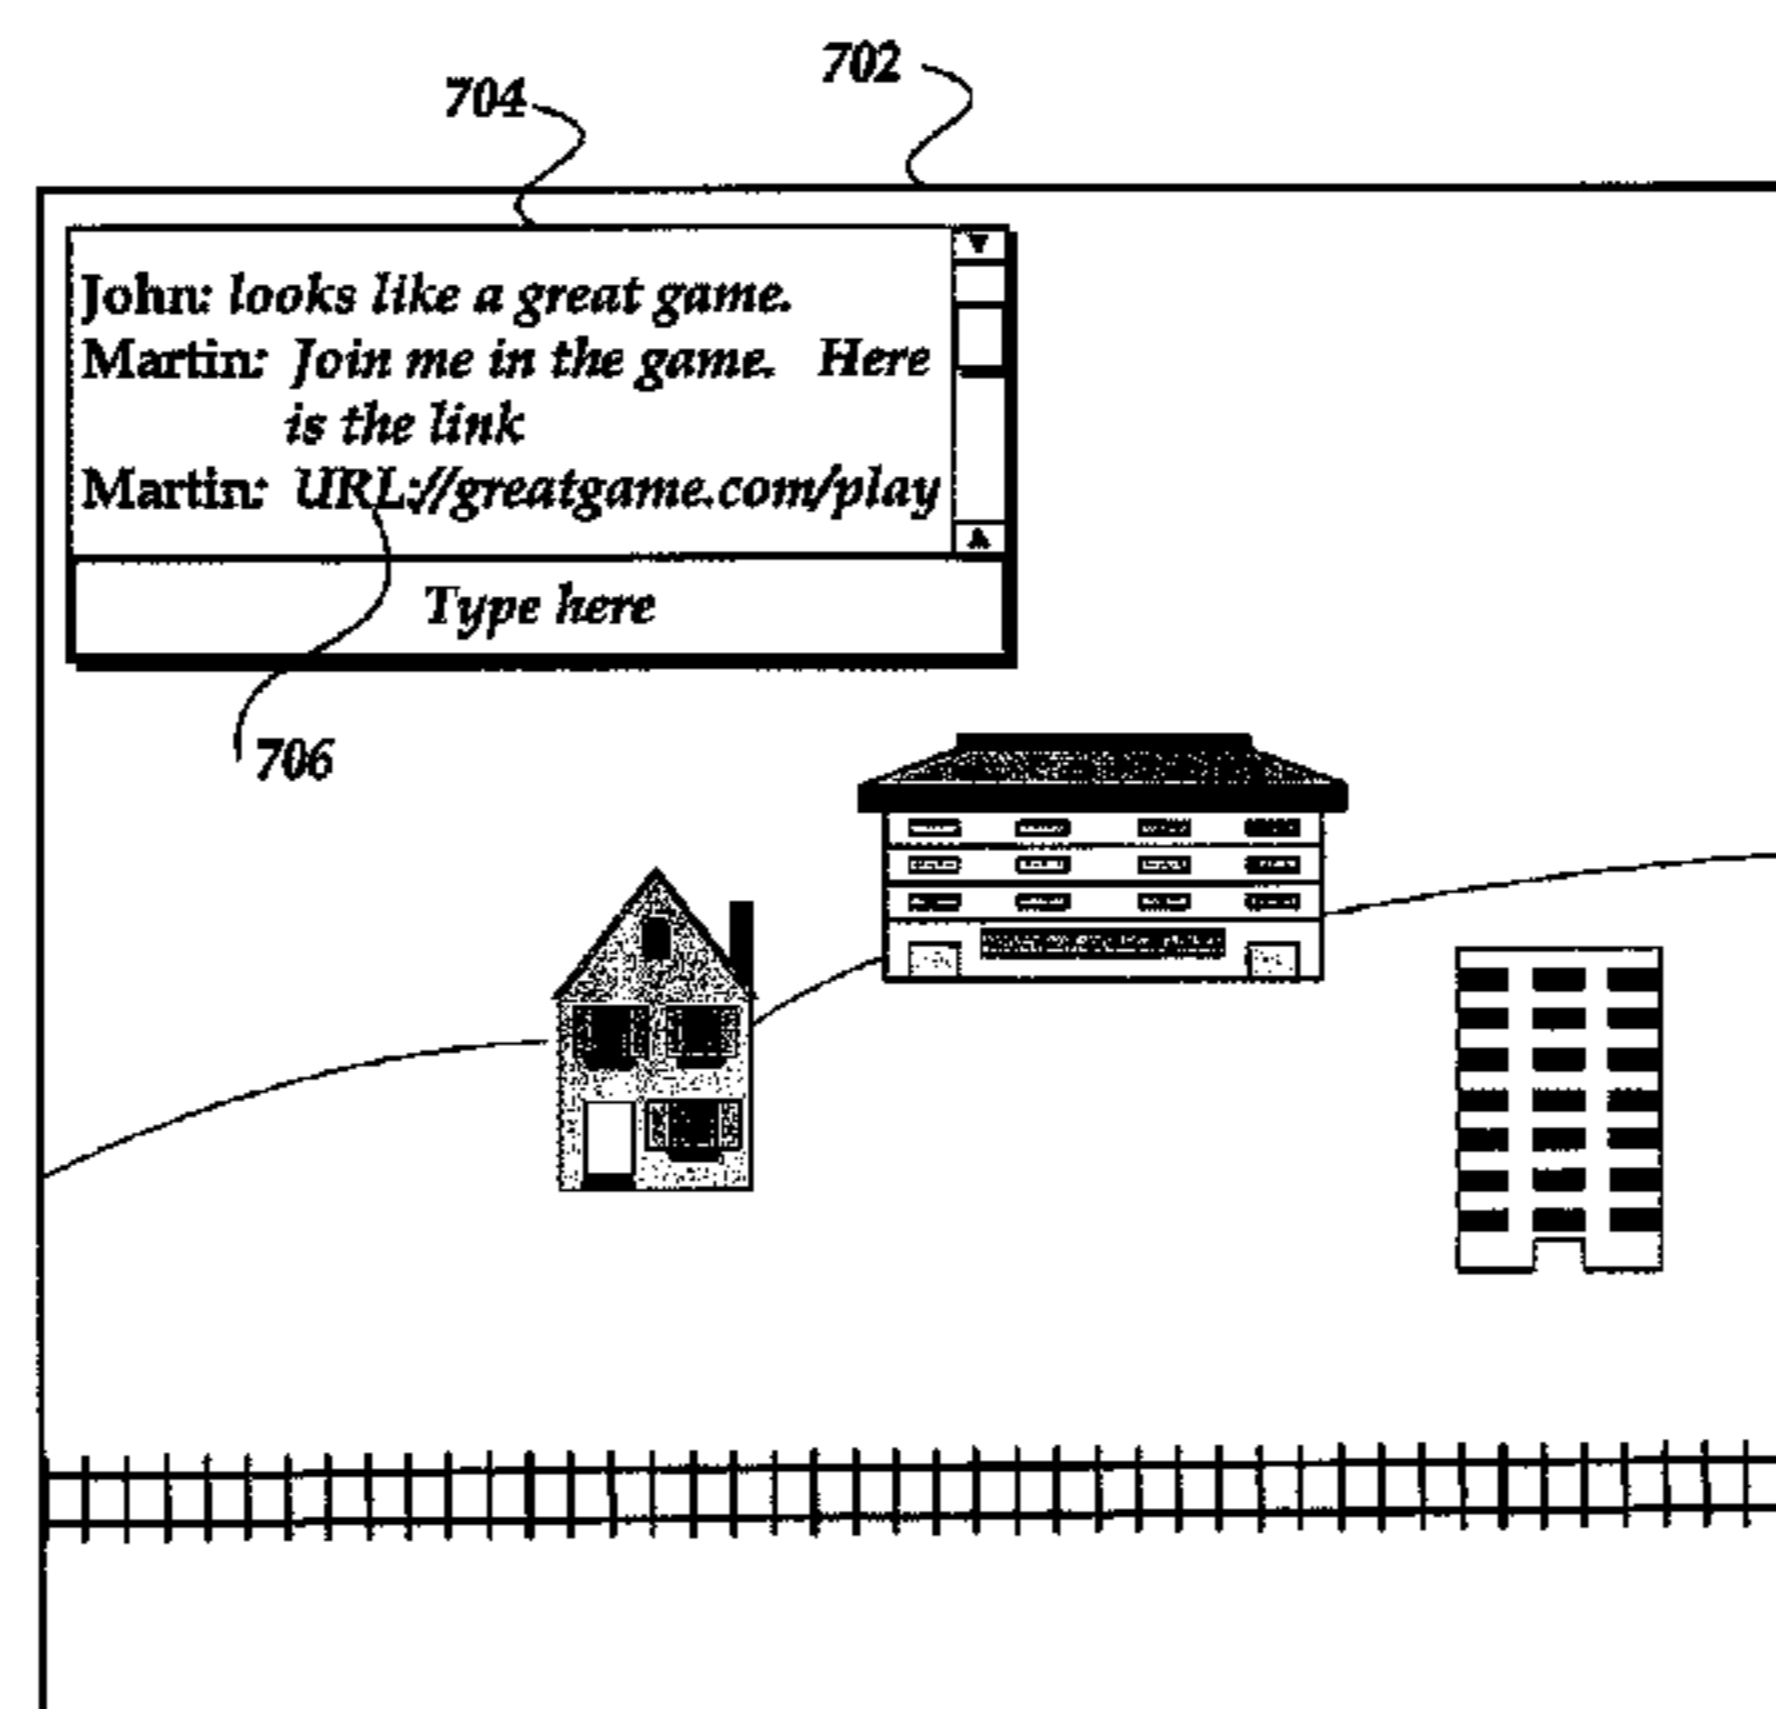 702
704
John: looks like a great game.
Martin: Join me in the game. Here
is the link
Martin: URL://greatgame.com/play
Type here
706